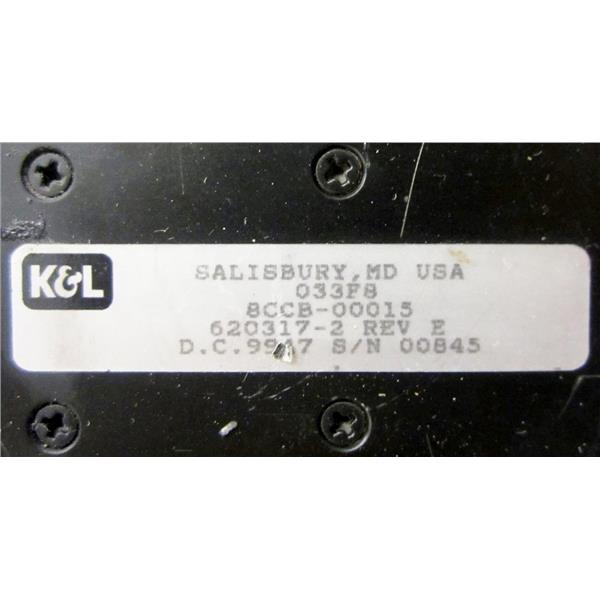 K&L
SALISBURY, MD USA
033F8
8CCB-00015
620317-2 REV E
S/N 00845